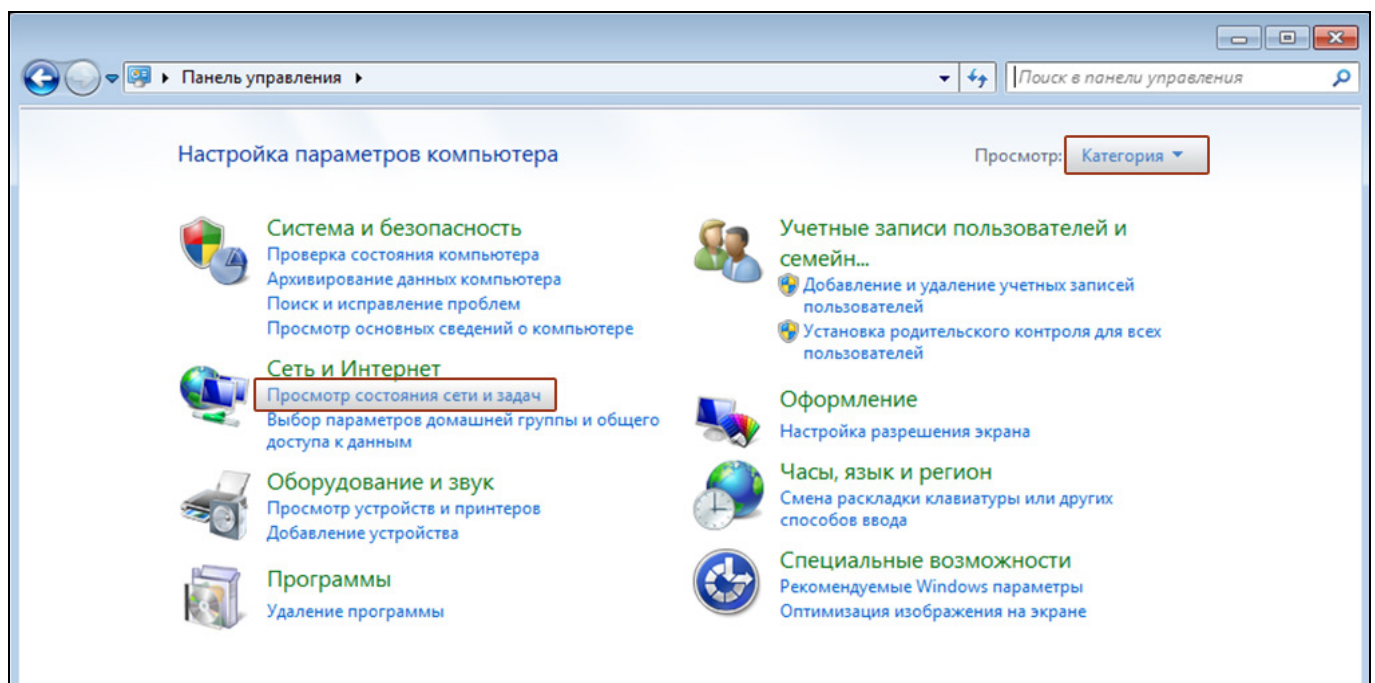 Панель управления
Поиск в панели управления
Настройка параметров компьютера
Просмотр: Категория
Система и безопасность
Проверка состояния компьютера
Архивирование данных компьютера
Поиск и исправление проблем
Просмотр основных сведений о компьютере
Сеть и Интернет
Просмотр состояния сети и задач
Выбор параметров домашней группы и общего
доступа к данным
Оборудование и звук
Просмотр устройств и принтеров
Добавление устройства
Программы
Удаление программы
Учетные записи пользователей и
семейн...
Добавление и удаление учетных записей
пользователей
Установка родительского контроля для всех
пользователей
Оформление
Настройка разрешения экрана
Часы, язык и регион
Смена раскладки клавиатуры или других
способов ввода
Специальные возможности
Рекомендуемые Windows параметры
Оптимизация изображения на экране